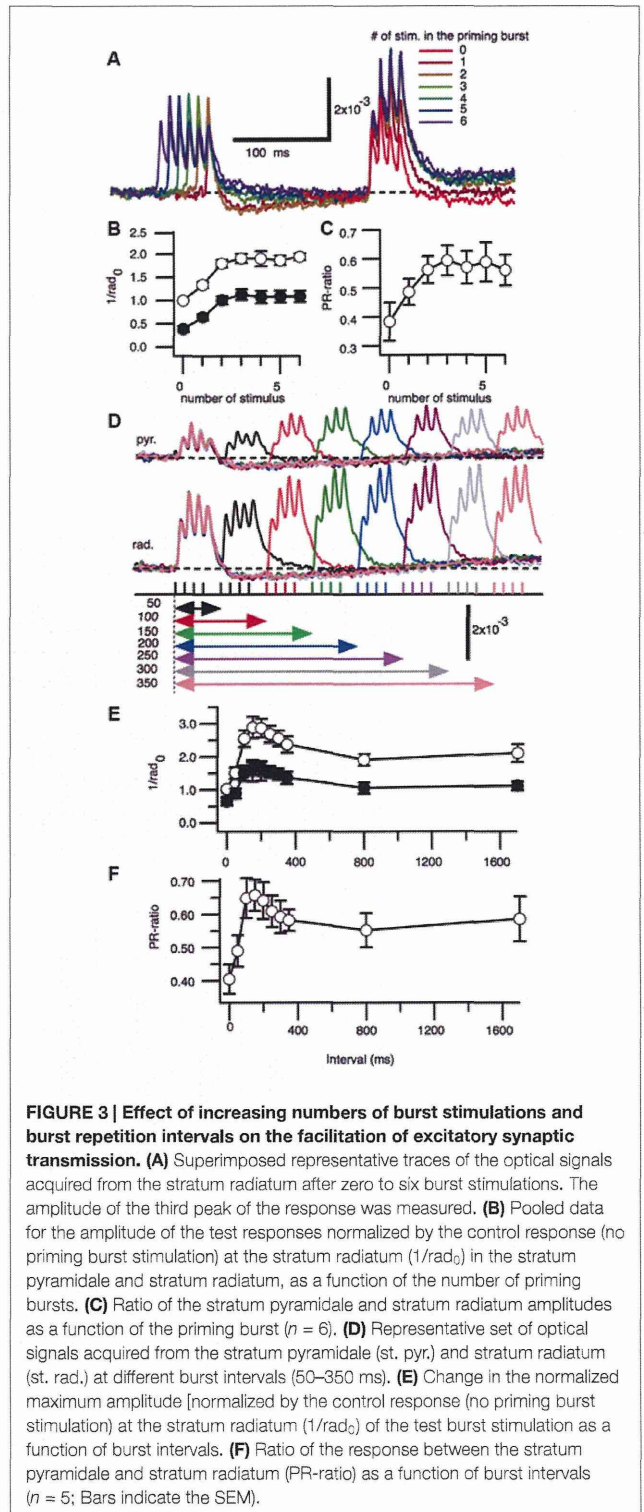 A
# of stim. in the priming burst
0
1
2
3
4
5
6
2x10-3
100 ms
B
2.5
2.0
1.5
1.0
0.5
0.0
1/rad0
0
5
number of stimulus
C
0.7
0.6
0.5
0.4
0.3
PR-ratio
0
5
number of stimulus
D
pyr.
rad.
50
100
150
200
250
300
350
2x10-3
E
3.0
2.0
1.0
0.0
1/rad0
0
400
800
1200
1600
F
0.70
0.60
0.50
0.40
PR-ratio
0
400
800
1200
1600
Interval (ms)
FIGURE 3 | Effect of increasing numbers of burst stimulations and
burst repetition intervals on the facilitation of excitatory synaptic
transmission. (A) Superimposed representative traces of the optical signals
acquired from the stratum radiatum after zero to six burst stimulations. The
amplitude of the third peak of the response was measured. (B) Pooled data
for the amplitude of the test responses normalized by the control response (no
priming burst stimulation) at the stratum radiatum (1/rad0) in the stratum
pyramidale and stratum radiatum, as a function of the number of priming
bursts. (C) Ratio of the stratum pyramidale and stratum radiatum amplitudes
as a function of the priming burst (n = 6). (D) Representative set of optical
signals acquired from the stratum pyramidale (st. pyr.) and stratum radiatum
(st. rad.) at different burst intervals (50–350 ms). (E) Change in the normalized
maximum amplitude [normalized by the control response (no priming burst
stimulation) at the stratum radiatum (1/rad0) of the test burst stimulation as a
function of burst intervals. (F) Ratio of the response between the stratum
pyramidale and stratum radiatum (PR-ratio) as a function of burst intervals
(n = 5; Bars indicate the SEM).